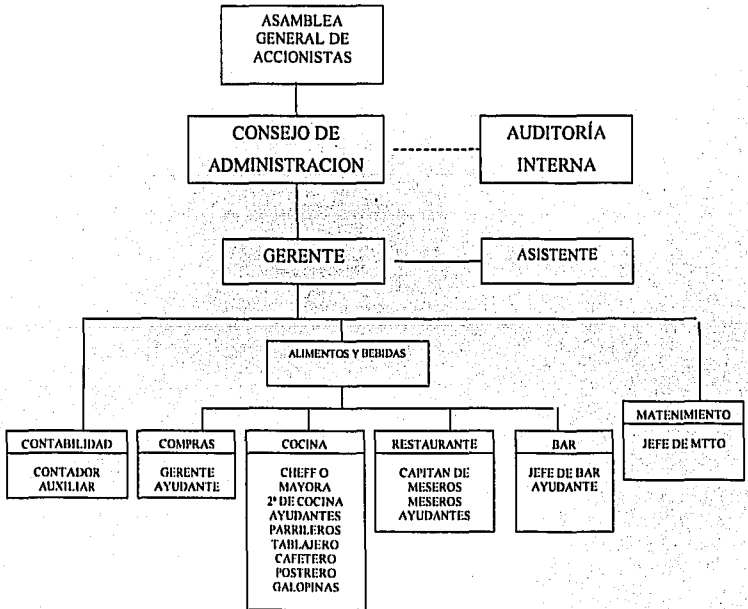 ASAMBLEA
GENERAL DE
ACCIONISTAS
CONSEJO DE
ADMINISTRACION
AUDITORÍA
INTERNA
GERENTE
ASISTENTE
ALIMENTOS Y BEBIDAS
CONTABILIDAD
CONTADOR
AUXILIAR
COMPRAS
GERENTE
AYUDANTE
COCINA
CHEFF O
MAYORA
2ª DE COCINA
AYUDANTES
PARRILEROS
TABLAJERO
CAFETERO
POSTRERO
GALOPINAS
RESTAURANTE
CAPITAN DE
MESEROS
MESEROS
AYUDANTES
BAR
JEFE DE BAR
AYUDANTE
MATENIMIENTO
JEFE DE MTTO